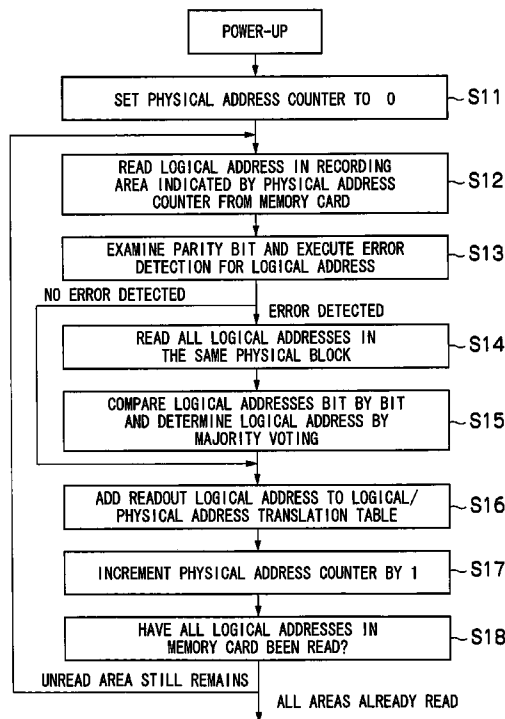 POWER-UP
SET PHYSICAL ADDRESS COUNTER TO 0
S11
READ LOGICAL ADDRESS IN RECORDING
AREA INDICATED BY PHYSICAL ADDRESS
COUNTER FROM MEMORY CARD
S12
EXAMINE PARITY BIT AND EXECUTE ERROR
DETECTION FOR LOGICAL ADDRESS
S13
NO ERROR DETECTED
ERROR DETECTED
READ ALL LOGICAL ADDRESSES IN
THE SAME PHYSICAL BLOCK
S14
COMPARE LOGICAL ADDRESSES BIT BY BIT
AND DETERMINE LOGICAL ADDRESS BY
MAJORITY VOTING
S15
ADD READOUT LOGICAL ADDRESS TO LOGICAL/
PHYSICAL ADDRESS TRANSLATION TABLE
S16
INCREMENT PHYSICAL ADDRESS COUNTER BY 1
S17
HAVE ALL LOGICAL ADDRESSES IN
MEMORY CARD BEEN READ?
S18
UNREAD AREA STILL REMAINS
ALL AREAS ALREADY READ